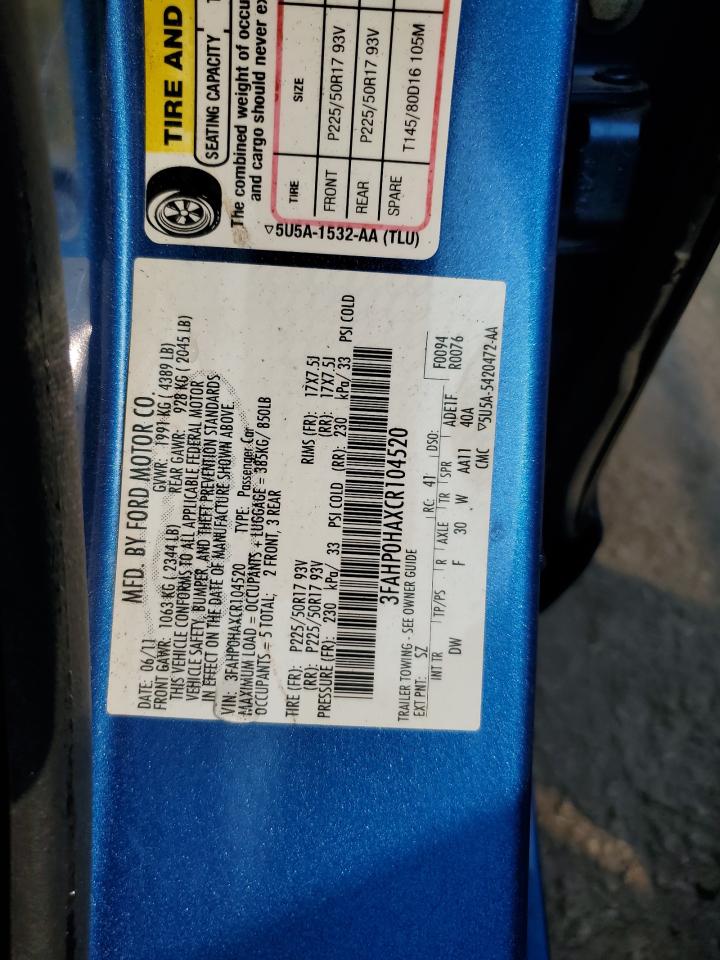 TIRE AND
SEATING CAPACITY
The combined weight of occu
and cargo should never ex
TIRE SIZE
FRONT P225/50R17 93V
REAR P225/50R17 93V
SPARE T145/80D16 105M
▽5U5A-1532-AA (TLU)
MFD. BY FORD MOTOR CO.
DATE: 06/11 GVWR: 1991 KG ( 4389 LB)
FRONT GAWR: 1063 KG ( 2344 LB) REAR GAWR: 928 KG ( 2045 LB)
THIS VEHICLE CONFORMS TO ALL APPLICABLE FEDERAL MOTOR
VEHICLE SAFETY, BUMPER, AND THEFT PREVENTION STANDARDS
IN EFFECT ON THE DATE OF MANUFACTURE SHOWN ABOVE
VIN: 3FAHP0HAXCR104520 TYPE: Passenger Car
MAXIMUM LOAD = OCCUPANTS + LUGGAGE = 385KG/ 850LB
OCCUPANTS = 5 TOTAL; 2 FRONT, 3 REAR
TIRE (FR): P225/50R17 93V RIMS (FR): 17X7.5J
(RR): P225/50R17 93V (RR): 17X7.5J
PRESSURE (FR): 230 kPa/ 33 PSI COLD (RR): 230 kPa/ 33 PSI COLD
3FAHP0HAXCR104520
TRAILER TOWING - SEE OWNER GUIDE
EXT PNT: SZ RC: 41 DSO: F0094
R0076
INT TR TP/PS R AXLE TR SPR ADE1F
DW F 30 W AA11 40A
CMC ▽5U5A-5420472-AA